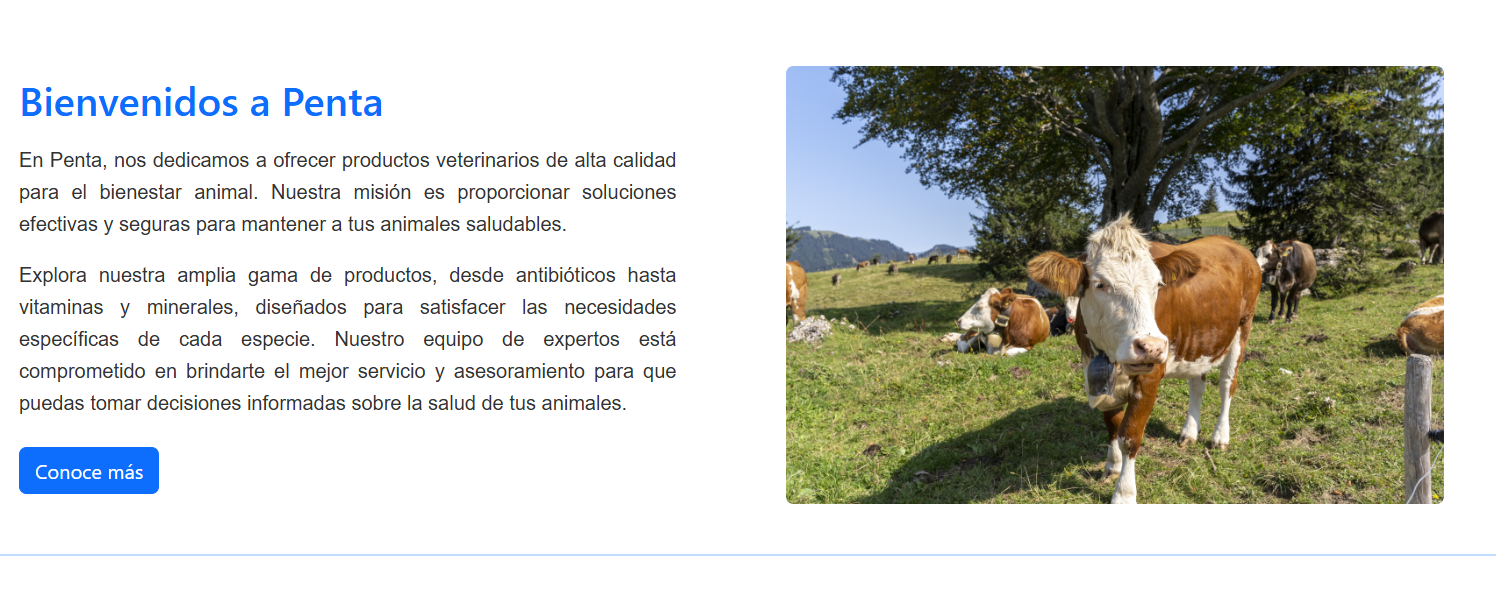 Bienvenidos a Penta
En Penta, nos dedicamos a ofrecer productos veterinarios de alta calidad
para el bienestar animal. Nuestra misión es proporcionar soluciones
efectivas y seguras para mantener a tus animales saludables.
Explora nuestra amplia gama de productos, desde antibióticos hasta
vitaminas y minerales, diseñados para satisfacer las necesidades
específicas de cada especie. Nuestro equipo de expertos está
comprometido en brindarte el mejor servicio y asesoramiento para que
puedas tomar decisiones informadas sobre la salud de tus animales.
Conoce más